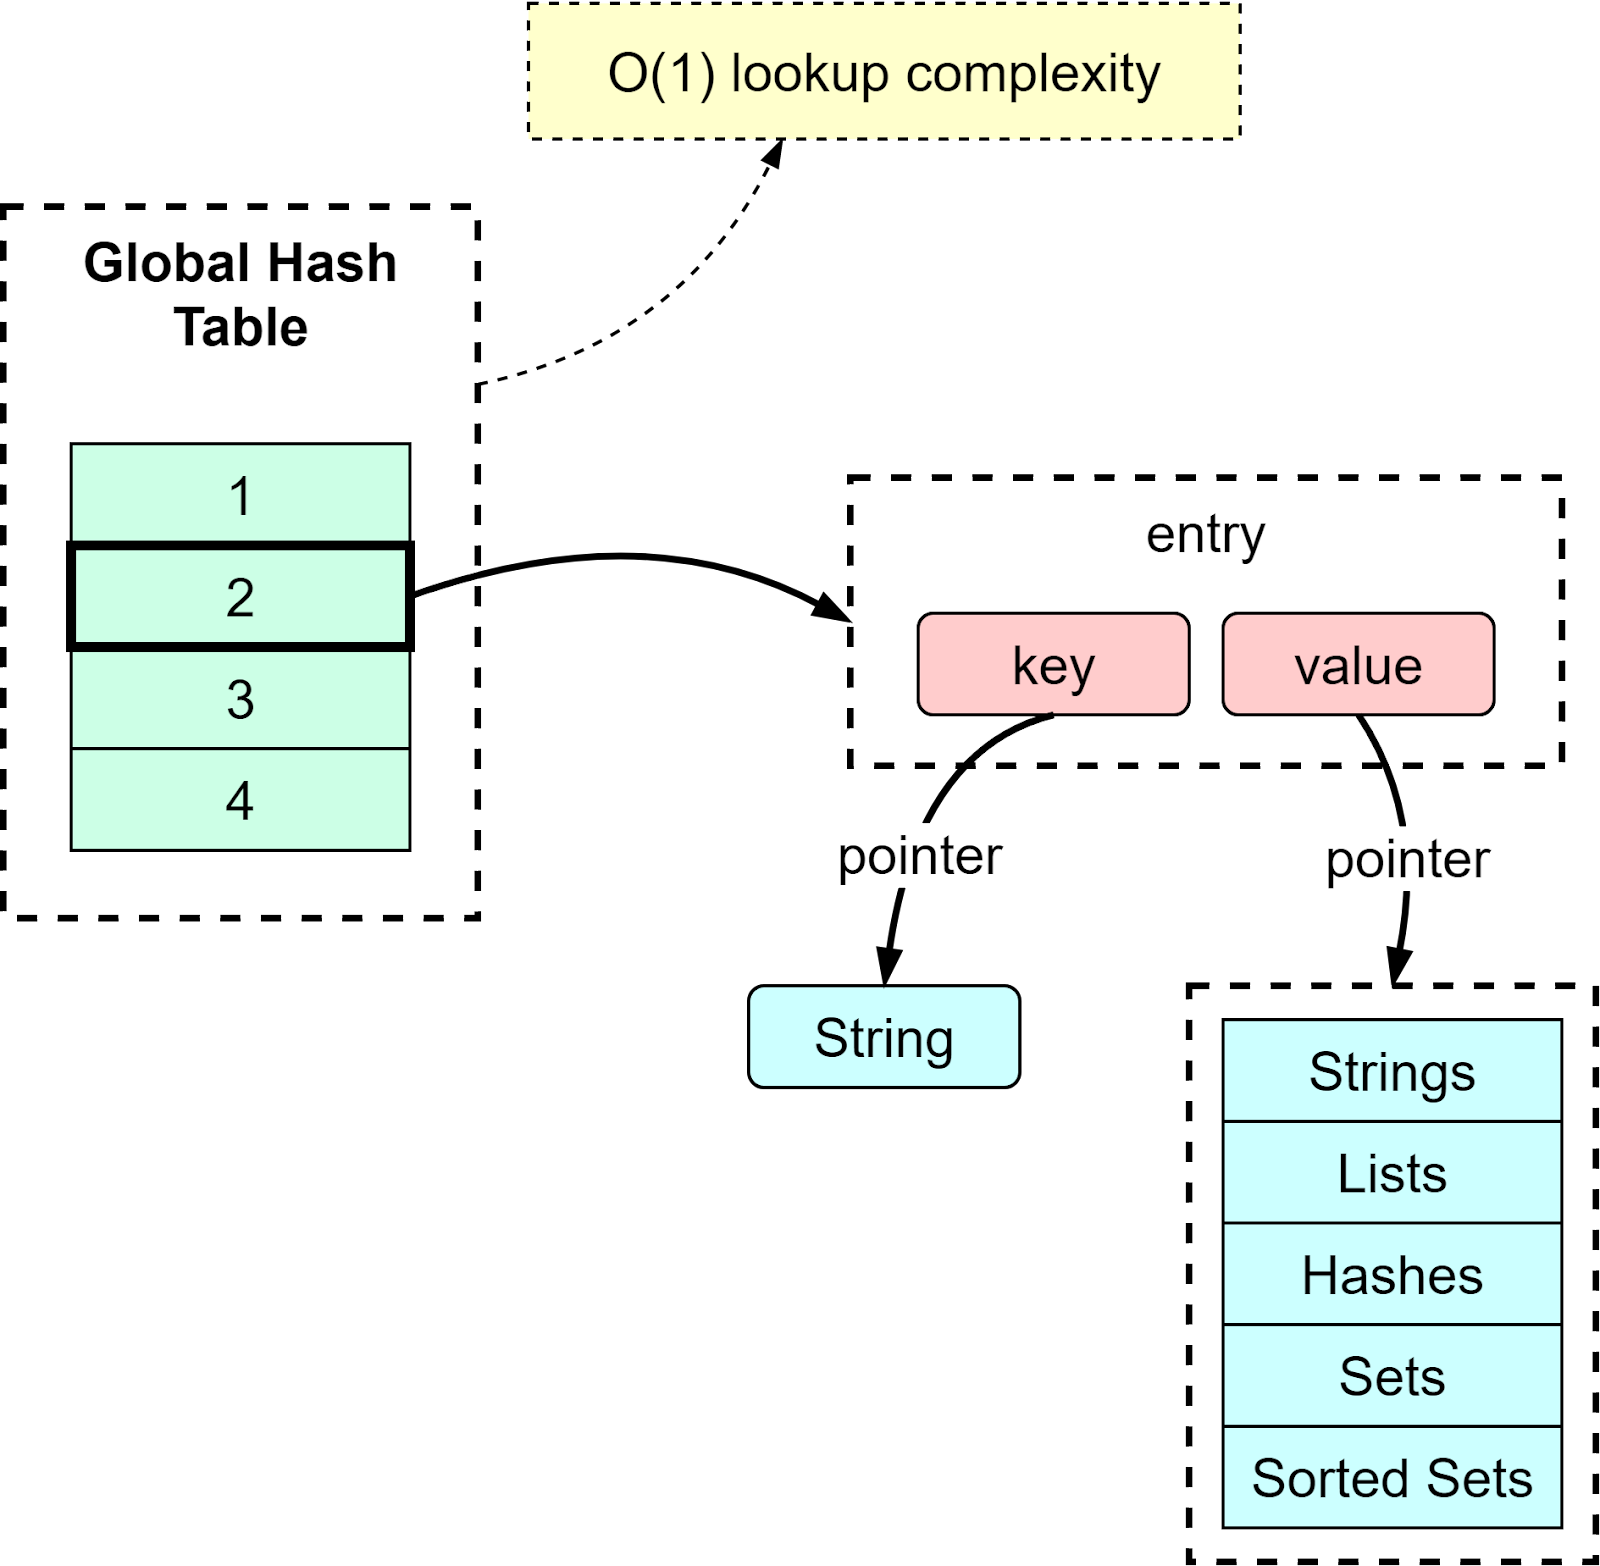 O(1) lookup complexity
Global Hash
Table
1
2
3
4
entry
key
value
pointer
pointer
String
Strings
Lists
Hashes
Sets
Sorted Sets